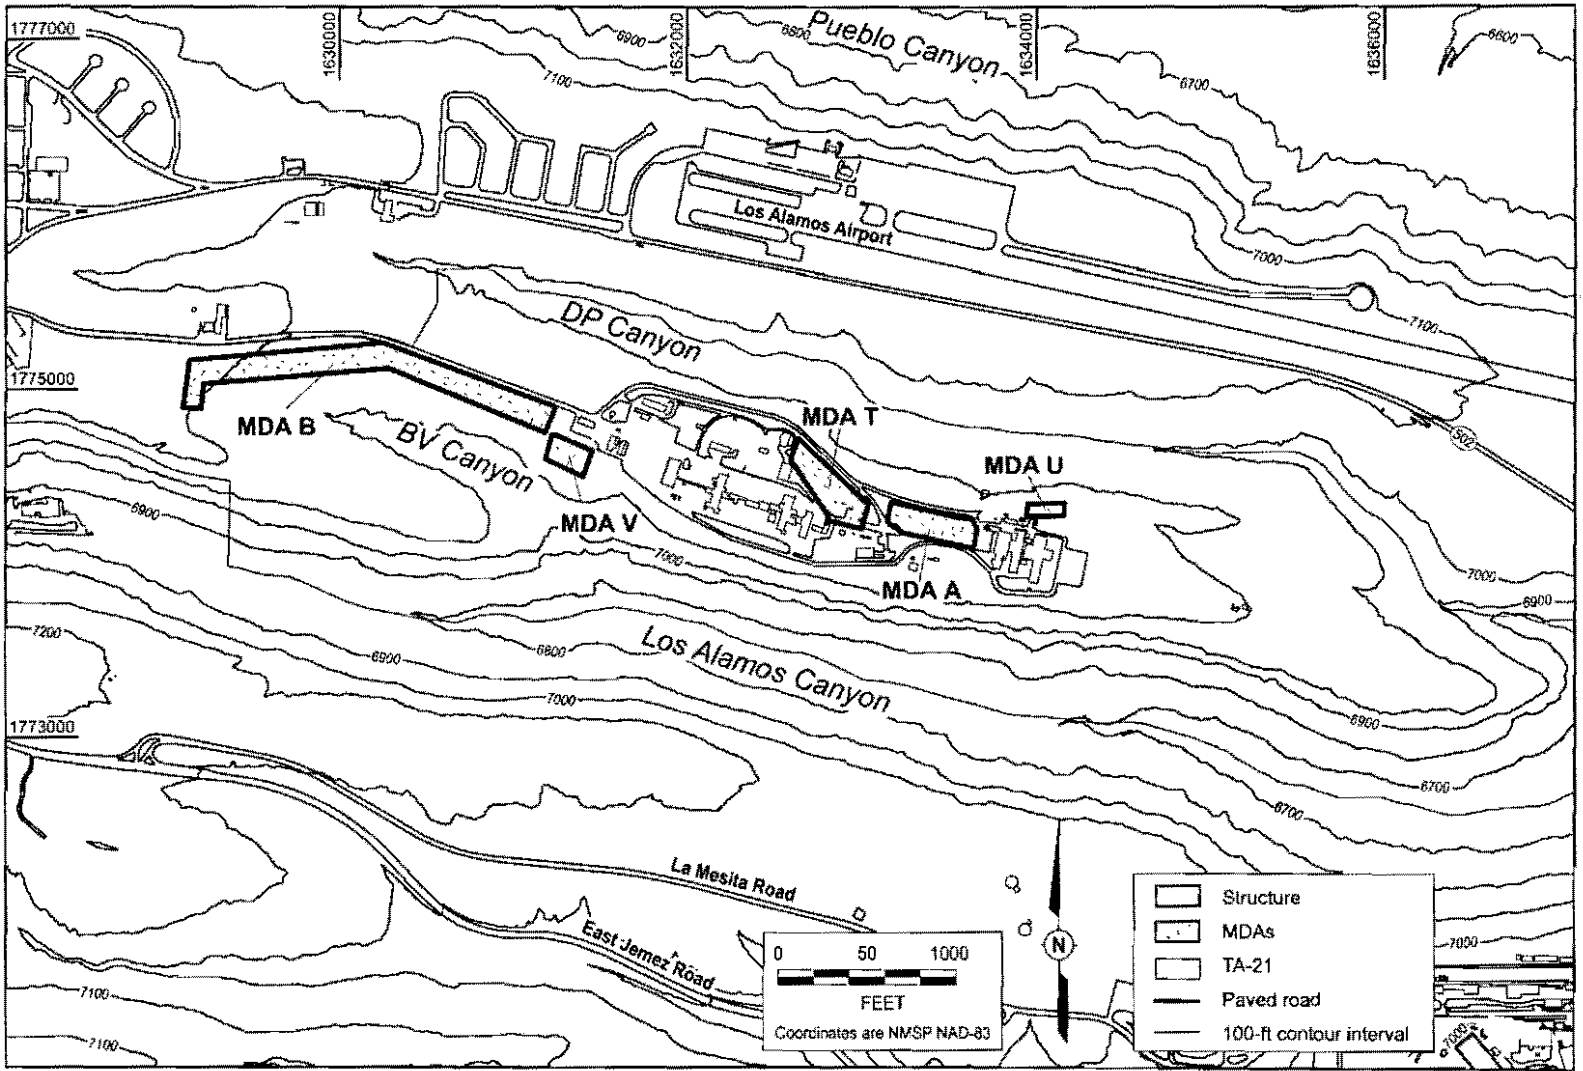 1777000
1630000
1632000
1634000
1636000
6900
6800
Pueblo Canyon
6600
7100
6700
Los Alamos Airport
7000
7100
DP Canyon
1775000
MDA B
BV Canyon
MDA T
MDA U
502
MDA V
6900
7000
MDA A
7000
6900
7200
6900
6800
Los Alamos Canyon
7000
6900
1773000
6700
6700
La Mesita Road
East Jemez Road
7100
7100
0 50 1000
FEET
Coordinates are NMSP NAD-83
N
Structure
MDAs
TA-21
Paved road
100-ft contour interval
7000
7000